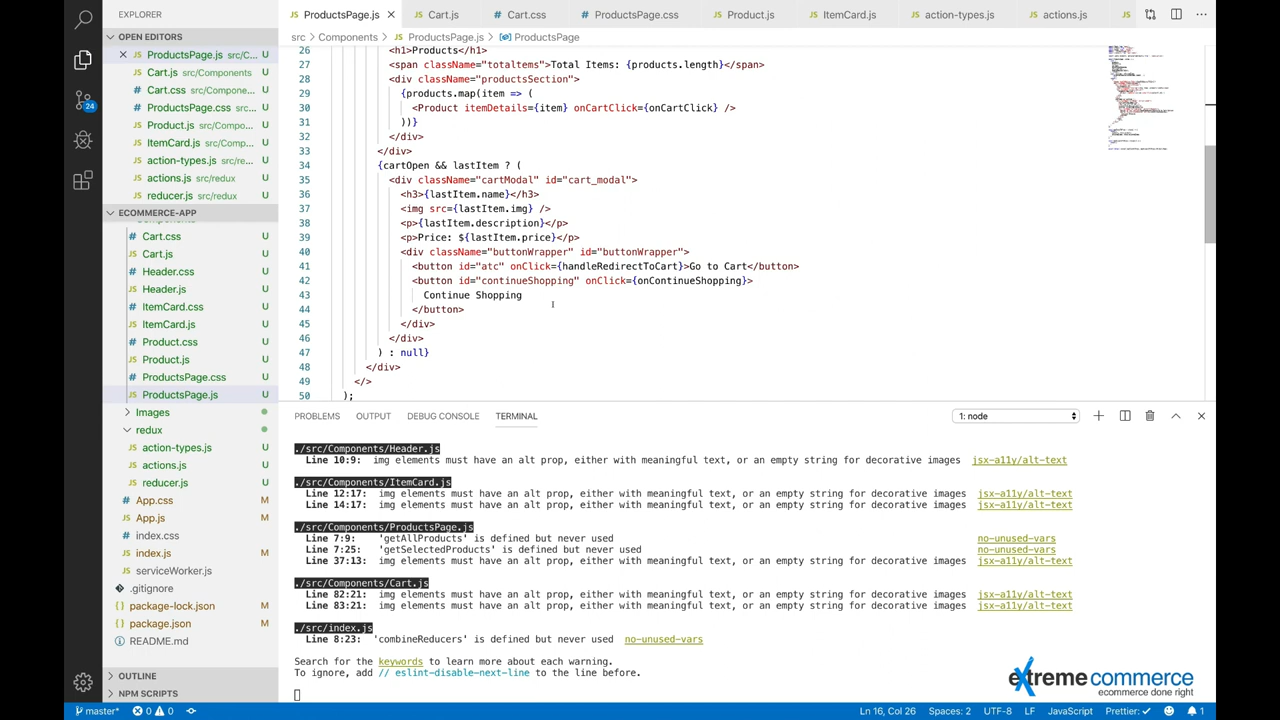 EXPLORER
OPEN EDITORS
ProductsPage.js src/C...
Cart.js src/Components
Cart.css src/Compone...
ProductsPage.css src/...
Product.js src/Compo...
ItemCard.js src/Comp...
action-types.js src/re...
actions.js src/redux
reducer.js src/redux
ECOMMERCE-APP
Cart.css U
Cart.js U
Header.css U
Header.js U
ItemCard.css U
ItemCard.js U
Product.css U
Product.js U
ProductsPage.css U
ProductsPage.js U
Images
redux
action-types.js U
actions.js U
reducer.js U
App.css M
App.js M
index.css
index.js M
serviceWorker.js
.gitignore
package-lock.json M
package.json M
README.md
OUTLINE
NPM SCRIPTS
24
ProductsPage.js Cart.js Cart.css ProductsPage.css Product.js ItemCard.js action-types.js actions.js JS
src > Components > ProductsPage.js > ProductsPage
26 <h1>Products</h1>
27 <span className="totatItems">Total Items: {products.length}</span>
28 <div className="productsSection">
29 {products.map(item => (
30 <Product itemDetails={item} onCartClick={onCartClick} />
31 ))}
32 </div>
33 </div>
34 {cartOpen && lastItem ? (
35 <div className="cartModal" id="cart_modal">
36 <h3>{lastItem.name}</h3>
37 <img src={lastItem.img} />
38 <p>{lastItem.description}</p>
39 <p>Price: ${lastItem.price}</p>
40 <div className="buttonWrapper" id="buttonWrapper">
41 <button id="atc" onClick={handleRedirectToCart}>Go to Cart</button>
42 <button id="continueShopping" onClick={onContinueShopping}>
43 Continue Shopping
44 </button>
45 </div>
46 </div>
47 ) : null}
48 </div>
49 </>
50 );
PROBLEMS OUTPUT DEBUG CONSOLE TERMINAL 1: node
./src/Components/Header.js
Line 10:9: img elements must have an alt prop, either with meaningful text, or an empty string for decorative images jsx-a11y/alt-text
./src/Components/ItemCard.js
Line 12:17: img elements must have an alt prop, either with meaningful text, or an empty string for decorative images jsx-a11y/alt-text
Line 14:17: img elements must have an alt prop, either with meaningful text, or an empty string for decorative images jsx-a11y/alt-text
./src/Components/ProductsPage.js
Line 7:9: 'getAllProducts' is defined but never used no-unused-vars
Line 7:25: 'getSelectedProducts' is defined but never used no-unused-vars
Line 37:13: img elements must have an alt prop, either with meaningful text, or an empty string for decorative images jsx-a11y/alt-text
./src/Components/Cart.js
Line 82:21: img elements must have an alt prop, either with meaningful text, or an empty string for decorative images jsx-a11y/alt-text
Line 83:21: img elements must have an alt prop, either with meaningful text, or an empty string for decorative images jsx-a11y/alt-text
./src/index.js
Line 8:23: 'combineReducers' is defined but never used no-unused-vars
Search for the keywords to learn more about each warning.
To ignore, add // eslint-disable-next-line to the line before.
extreme commerce
ecommerce done right
master* 0 0 Ln 16, Col 26 Spaces: 2 UTF-8 LF JavaScript Prettier: ✓ 1